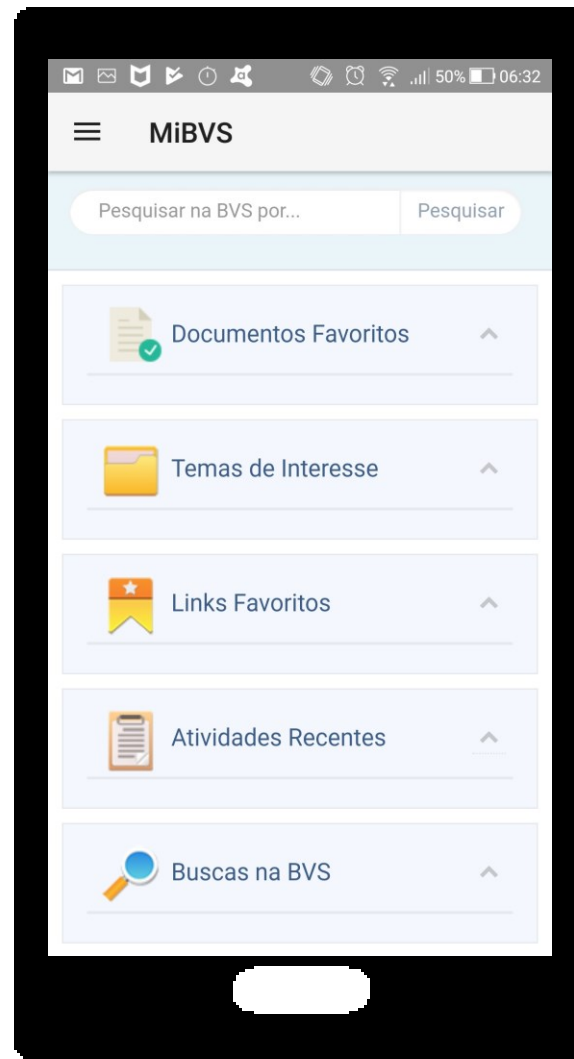 50% 06:32
MiBVS
Pesquisar na BVS por... Pesquisar
Documentos Favoritos
Temas de Interesse
Links Favoritos
Atividades Recentes
Buscas na BVS